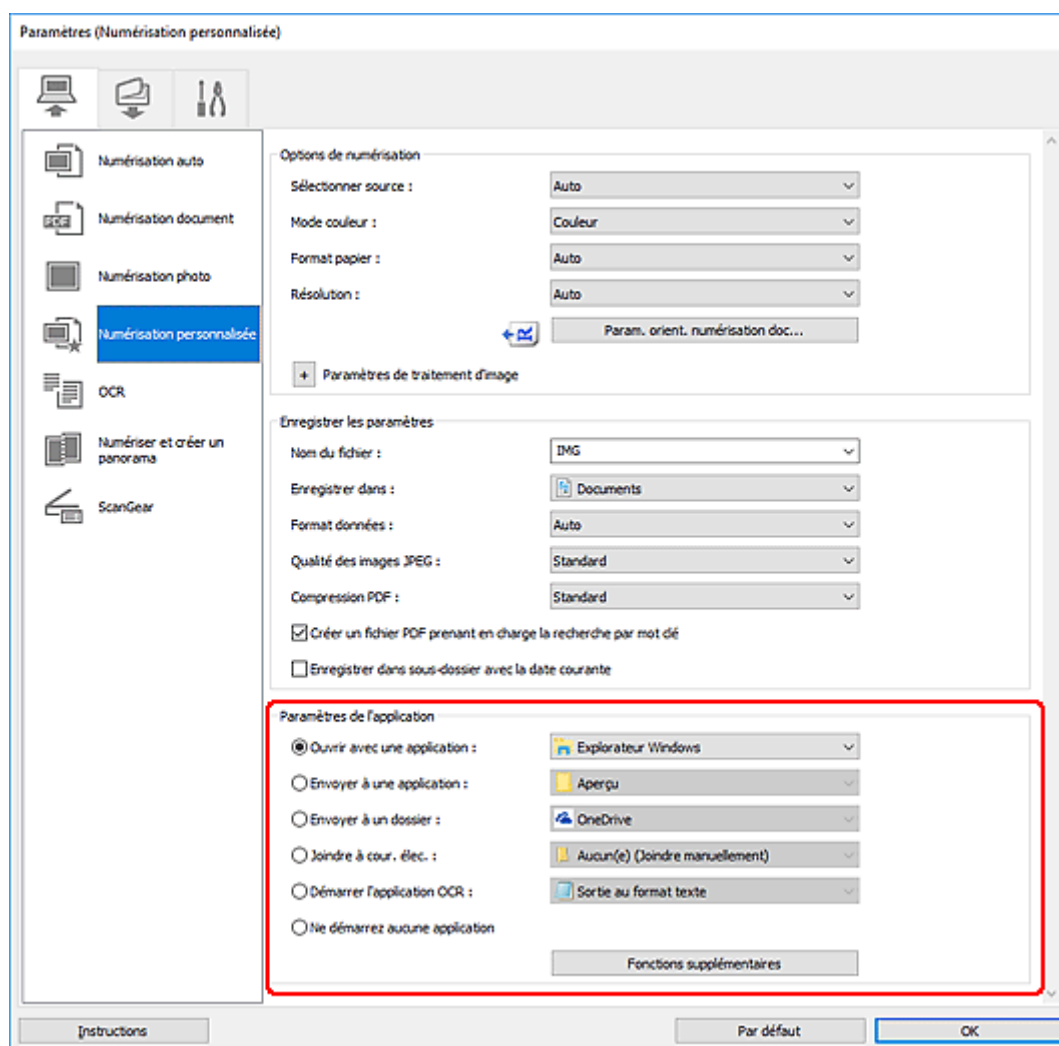 Paramètres (Numérisation personnalisée)
Numérisation auto
PDF
Numérisation document
Numérisation photo
Numérisation personnalisée
OCR
Numériser et créer un
panorama
ScanGear
Options de numérisation
Sélectionner source : Auto
Mode couleur : Couleur
Format papier : Auto
Résolution : Auto
R
Param. orient. numérisation doc...
+ Paramètres de traitement d'image
Enregistrer les paramètres
Nom du fichier : IMG
Enregistrer dans : Documents
Format données : Auto
Qualité des images JPEG : Standard
Compression PDF : Standard
Créer un fichier PDF prenant en charge la recherche par mot clé
Enregistrer dans sous-dossier avec la date courante
Paramètres de l'application
Ouvrir avec une application : Explorateur Windows
Envoyer à une application : Aperçu
Envoyer à un dossier : OneDrive
Joindre à cour. élec. : Aucun(e) (Joindre manuellement)
Démarrer l'application OCR : Sortie au format texte
Ne démarrez aucune application
Fonctions supplémentaires
Instructions
Par défaut
OK